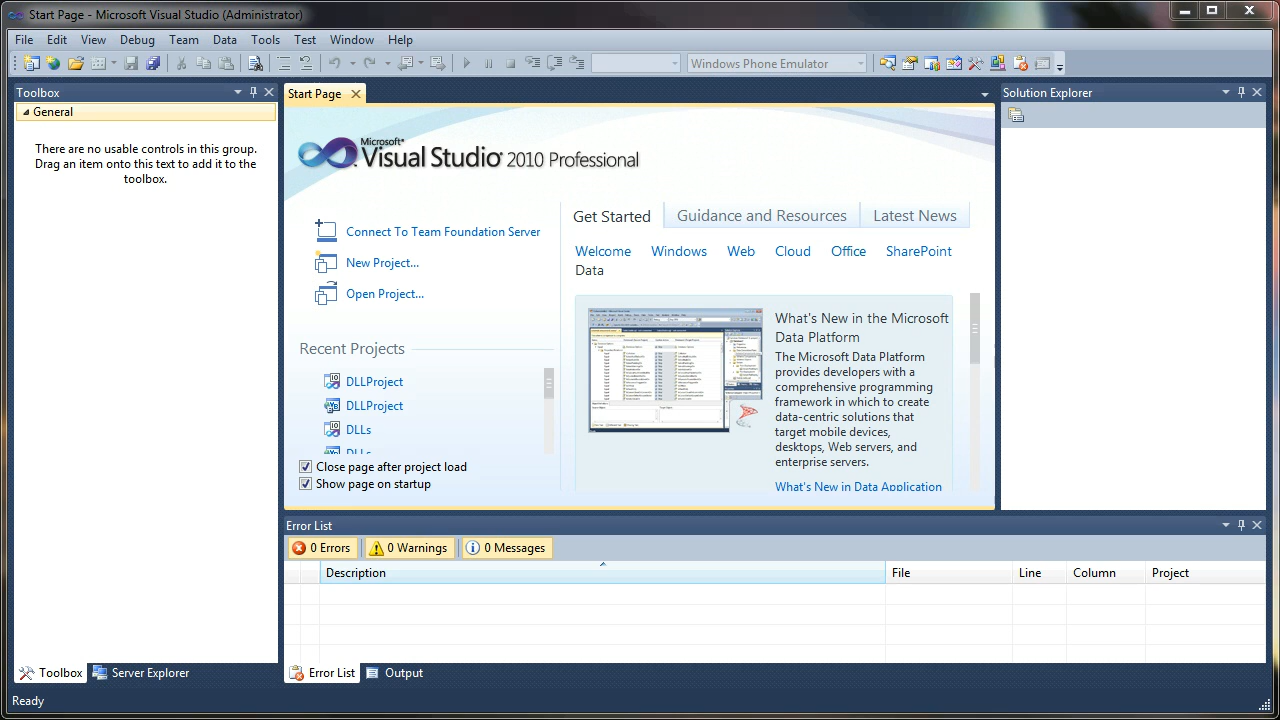 Start Page - Microsoft Visual Studio (Administrator)
File Edit View Debug Team Data Tools Test Window Help
Windows Phone Emulator
Toolbox
General
There are no usable controls in this group.
Drag an item onto this text to add it to the
toolbox.
Start Page
Microsoft®
Visual Studio® 2010 Professional
Connect To Team Foundation Server
New Project...
Open Project...
Recent Projects
DLLProject
DLLProject
DLLs
DLLs
Close page after project load
Show page on startup
Get Started
Guidance and Resources
Latest News
Welcome Windows Web Cloud Office SharePoint
Data
What's New in the Microsoft
Data Platform
The Microsoft Data Platform
provides developers with a
comprehensive programming
framework in which to create
data-centric solutions that
target mobile devices,
desktops, Web servers, and
enterprise servers.
What's New in Data Application
Solution Explorer
Error List
0 Errors
0 Warnings
0 Messages
Description File Line Column Project
Toolbox
Server Explorer
Error List
Output
Ready